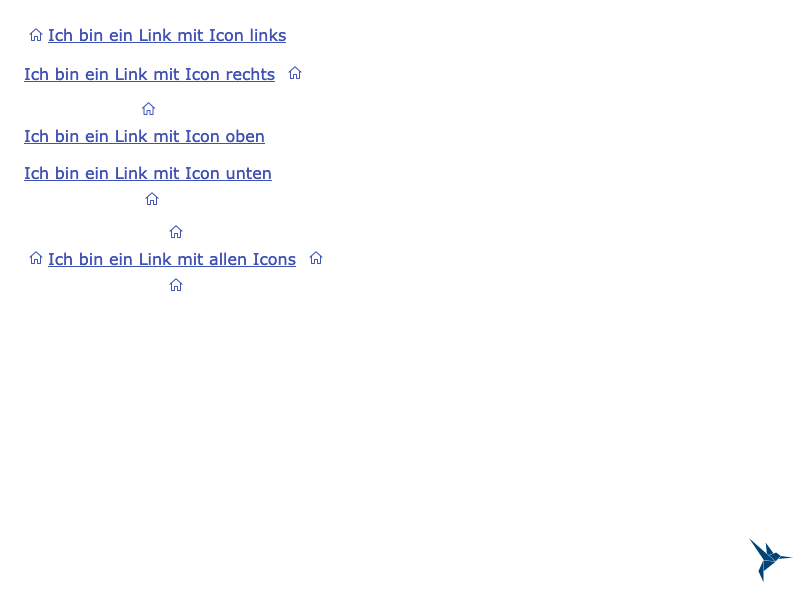 Ich bin ein Link mit Icon links
Ich bin ein Link mit Icon rechts
Ich bin ein Link mit Icon oben
Ich bin ein Link mit Icon unten
Ich bin ein Link mit allen Icons